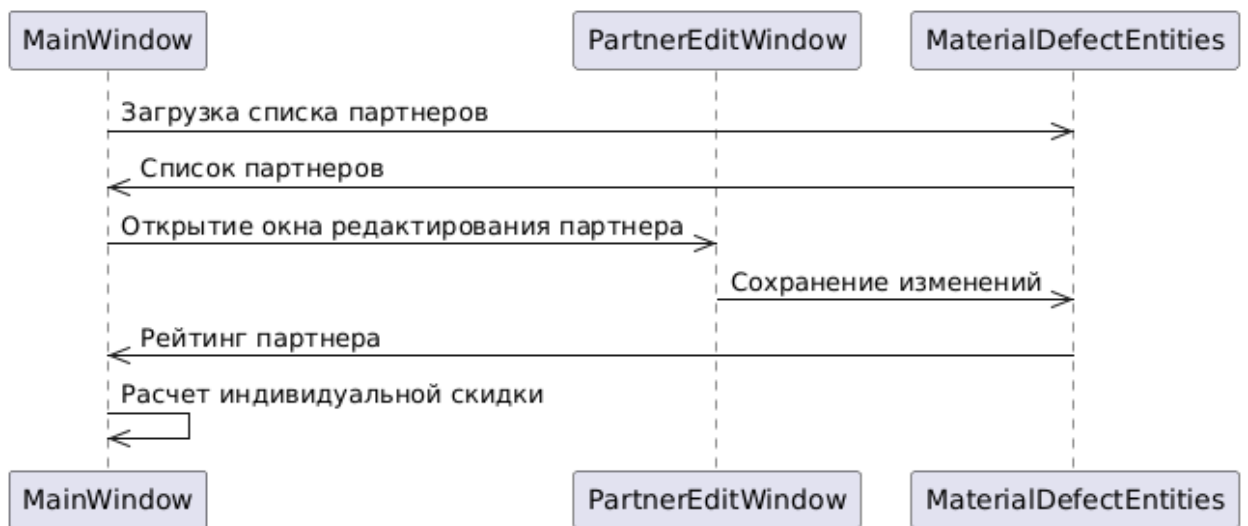 MainWindow
PartnerEditWindow
MaterialDefectEntities
Загрузка списка партнеров
Список партнеров
Открытие окна редактирования партнера
Сохранение изменений
Рейтинг партнера
Расчет индивидуальной скидки
MainWindow
PartnerEditWindow
MaterialDefectEntities